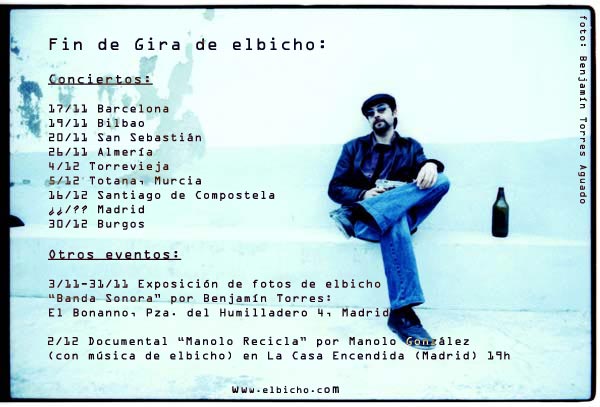 Fin de Gira de elbicho:
Conciertos:
17/11 Barcelona
19/11 Bilbao
20/11 San Sebastián
26/11 Almería
4/12 Torrevieja
5/12 Totana, Murcia
16/12 Santiago de Compostela
¿¿/?? Madrid
30/12 Burgos
Otros eventos:
3/11-31/11 Exposición de fotos de elbicho
“Banda Sonora” por Benjamín Torres:
El Bonanno, Pza. del Humilladero 4, Madrid
2/12 Documental “Manolo Recicla” por Manolo González
(con música de elbicho) en La Casa Encendida (Madrid) 19h
www.elbicho.com
foto: Benjamín Torres Aguado